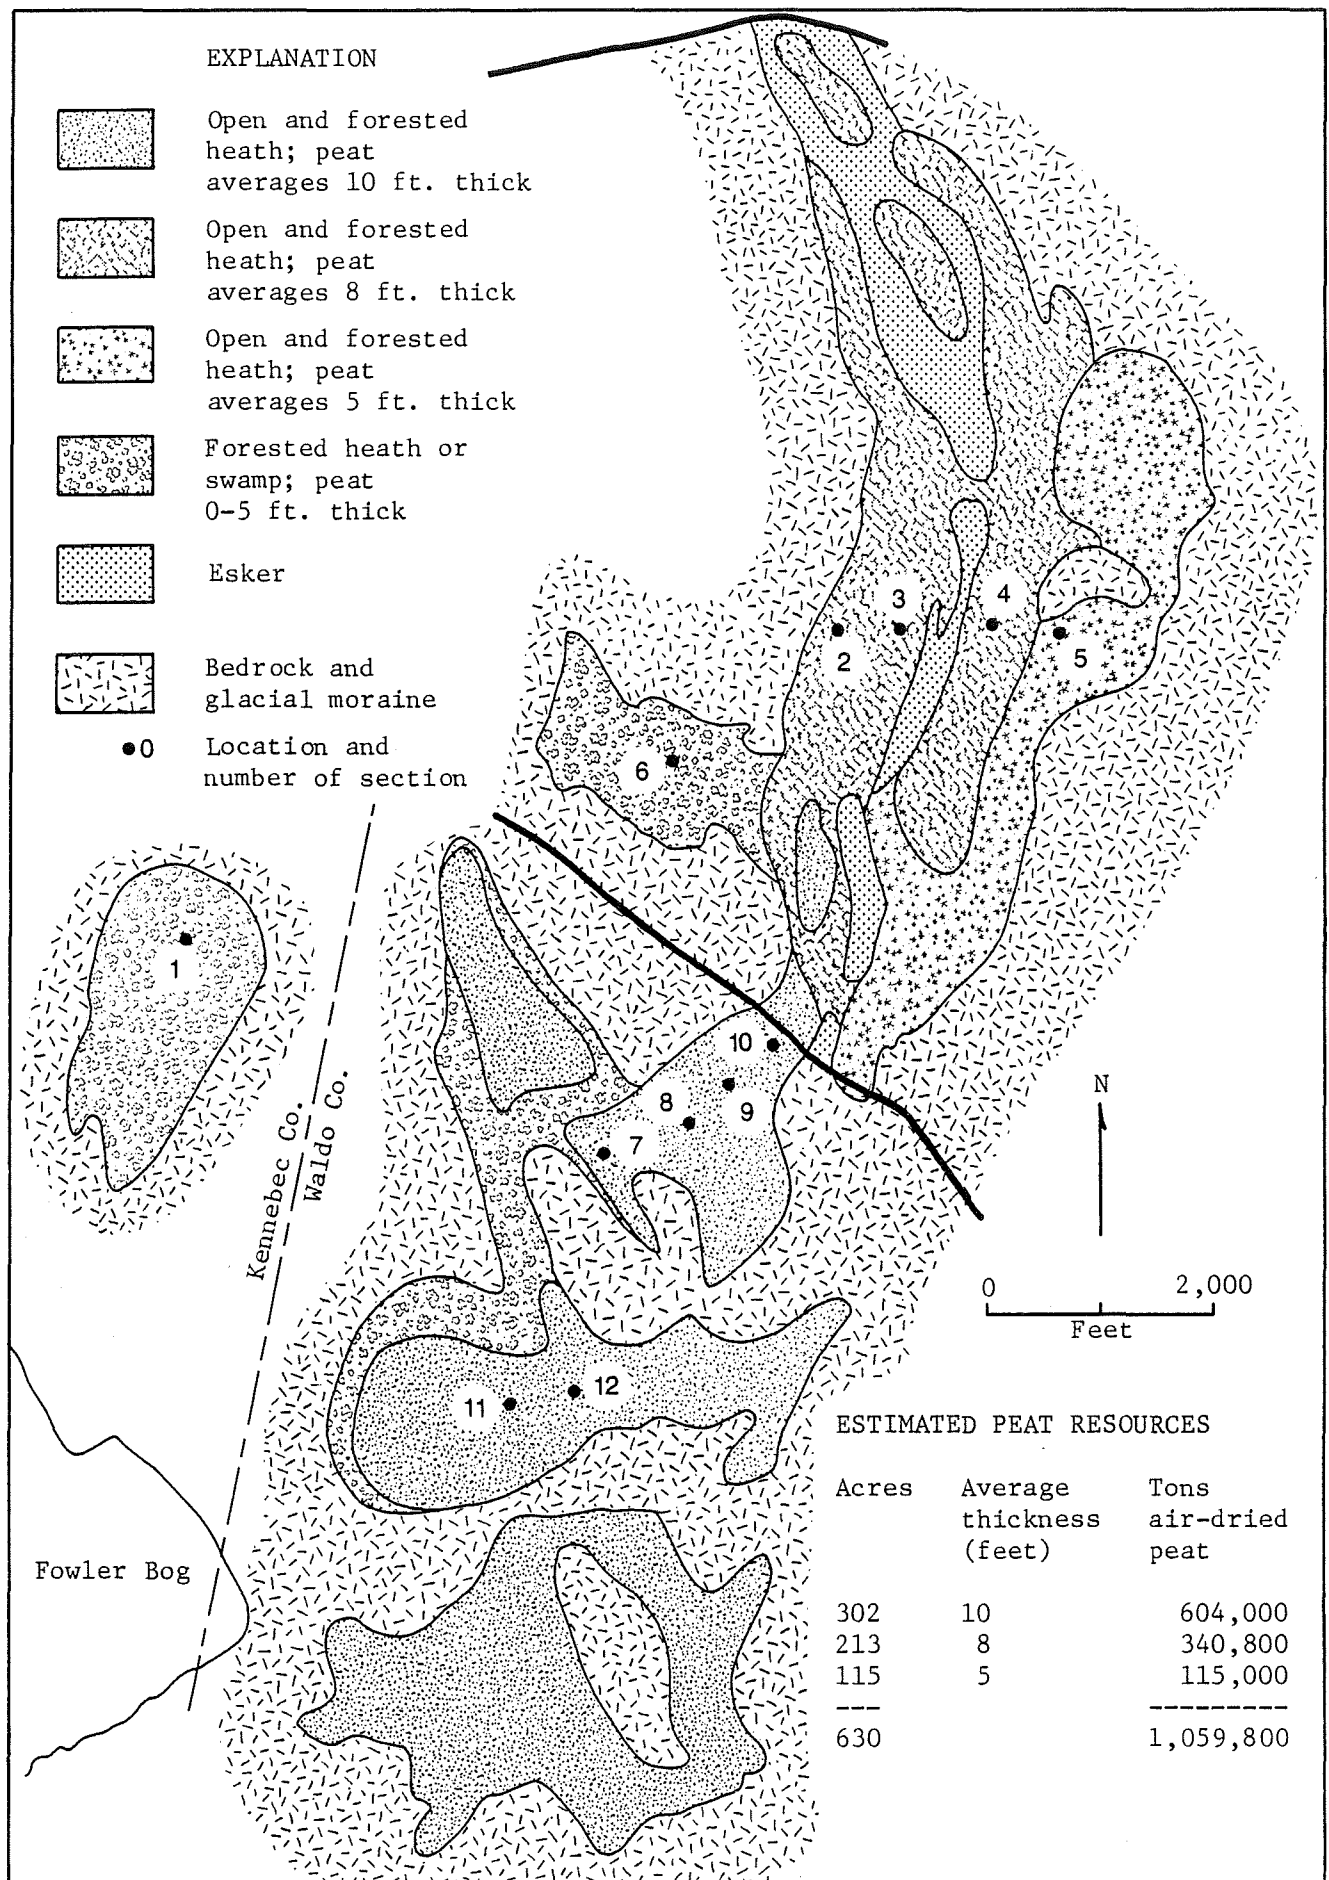 EXPLANATION
Open and forested
heath; peat
averages 10 ft. thick
Open and forested
heath; peat
averages 8 ft. thick
Open and forested
heath; peat
averages 5 ft. thick
Forested heath or
swamp; peat
0-5 ft. thick
Esker
Bedrock and
glacial moraine
0
Location and
number of section
3
4
2
5
6
1
10
8
9
7
Kennebec Co.
Waldo Co.
N
0 2,000
Feet
12
11
Fowler Bog
ESTIMATED PEAT RESOURCES
Acres Average Tons
thickness air-dried
(feet) peat
302 10 604,000
213 8 340,800
115 5 115,000
--- ---------
630 1,059,800